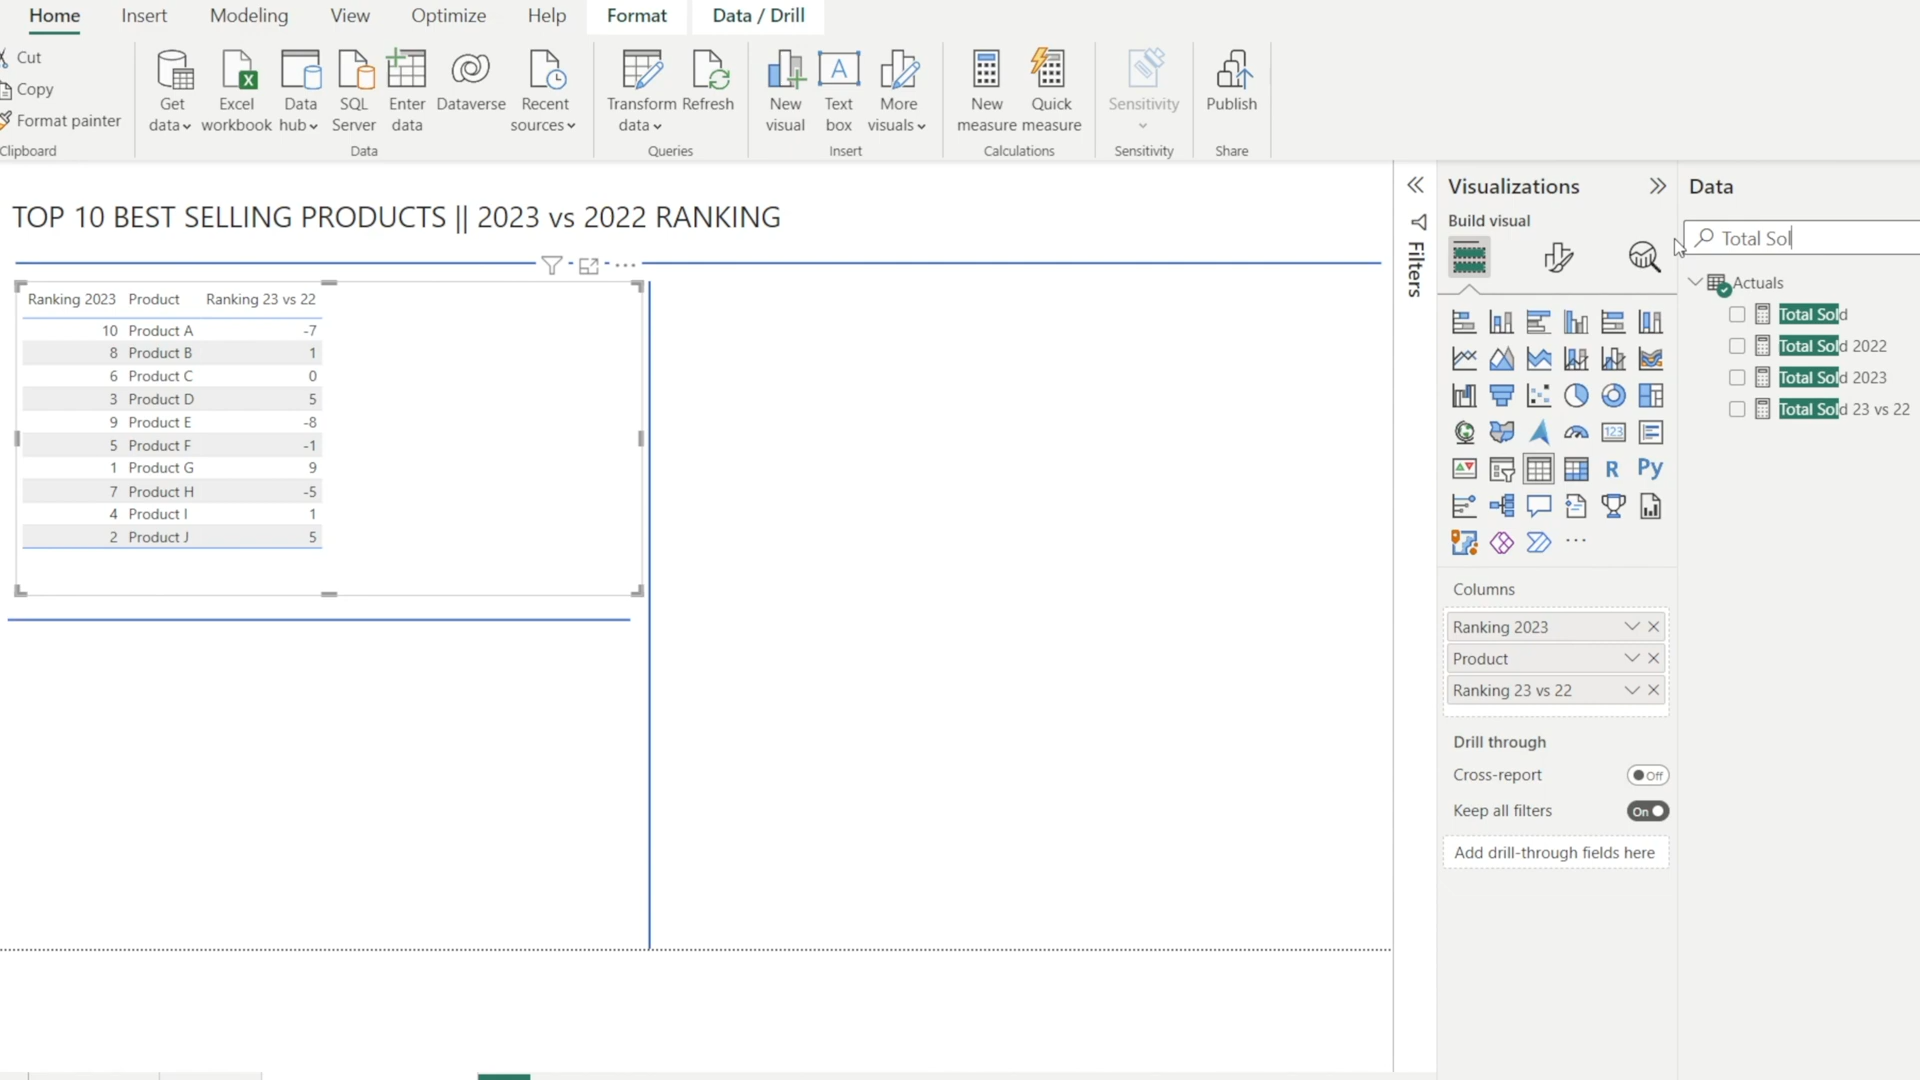 Home Insert Modeling View Optimize Help Format Data / Drill
Cut
Copy
Format painter
Clipboard
Get data
Excel workbook
Data hub
SQL Server
Enter data
Dataverse
Recent sources
Data
Transform data
Refresh
Queries
New visual
A
Text box
More visuals
Insert
New measure
Quick measure
Calculations
Sensitivity
Sensitivity
Publish
Share
TOP 10 BEST SELLING PRODUCTS || 2023 vs 2022 RANKING
Ranking 2023 Product Ranking 23 vs 22
10 Product A -7
8 Product B 1
6 Product C 0
3 Product D 5
9 Product E -8
5 Product F -1
1 Product G 9
7 Product H -5
4 Product I 1
2 Product J 5
Filters
Visualizations
Build visual
123
R Py
Columns
Ranking 2023
Product
Ranking 23 vs 22
Drill through
Cross-report Off
Keep all filters On
Add drill-through fields here
Data
Total Sol
Actuals
Total Sold
Total Sold 2022
Total Sold 2023
Total Sold 23 vs 22